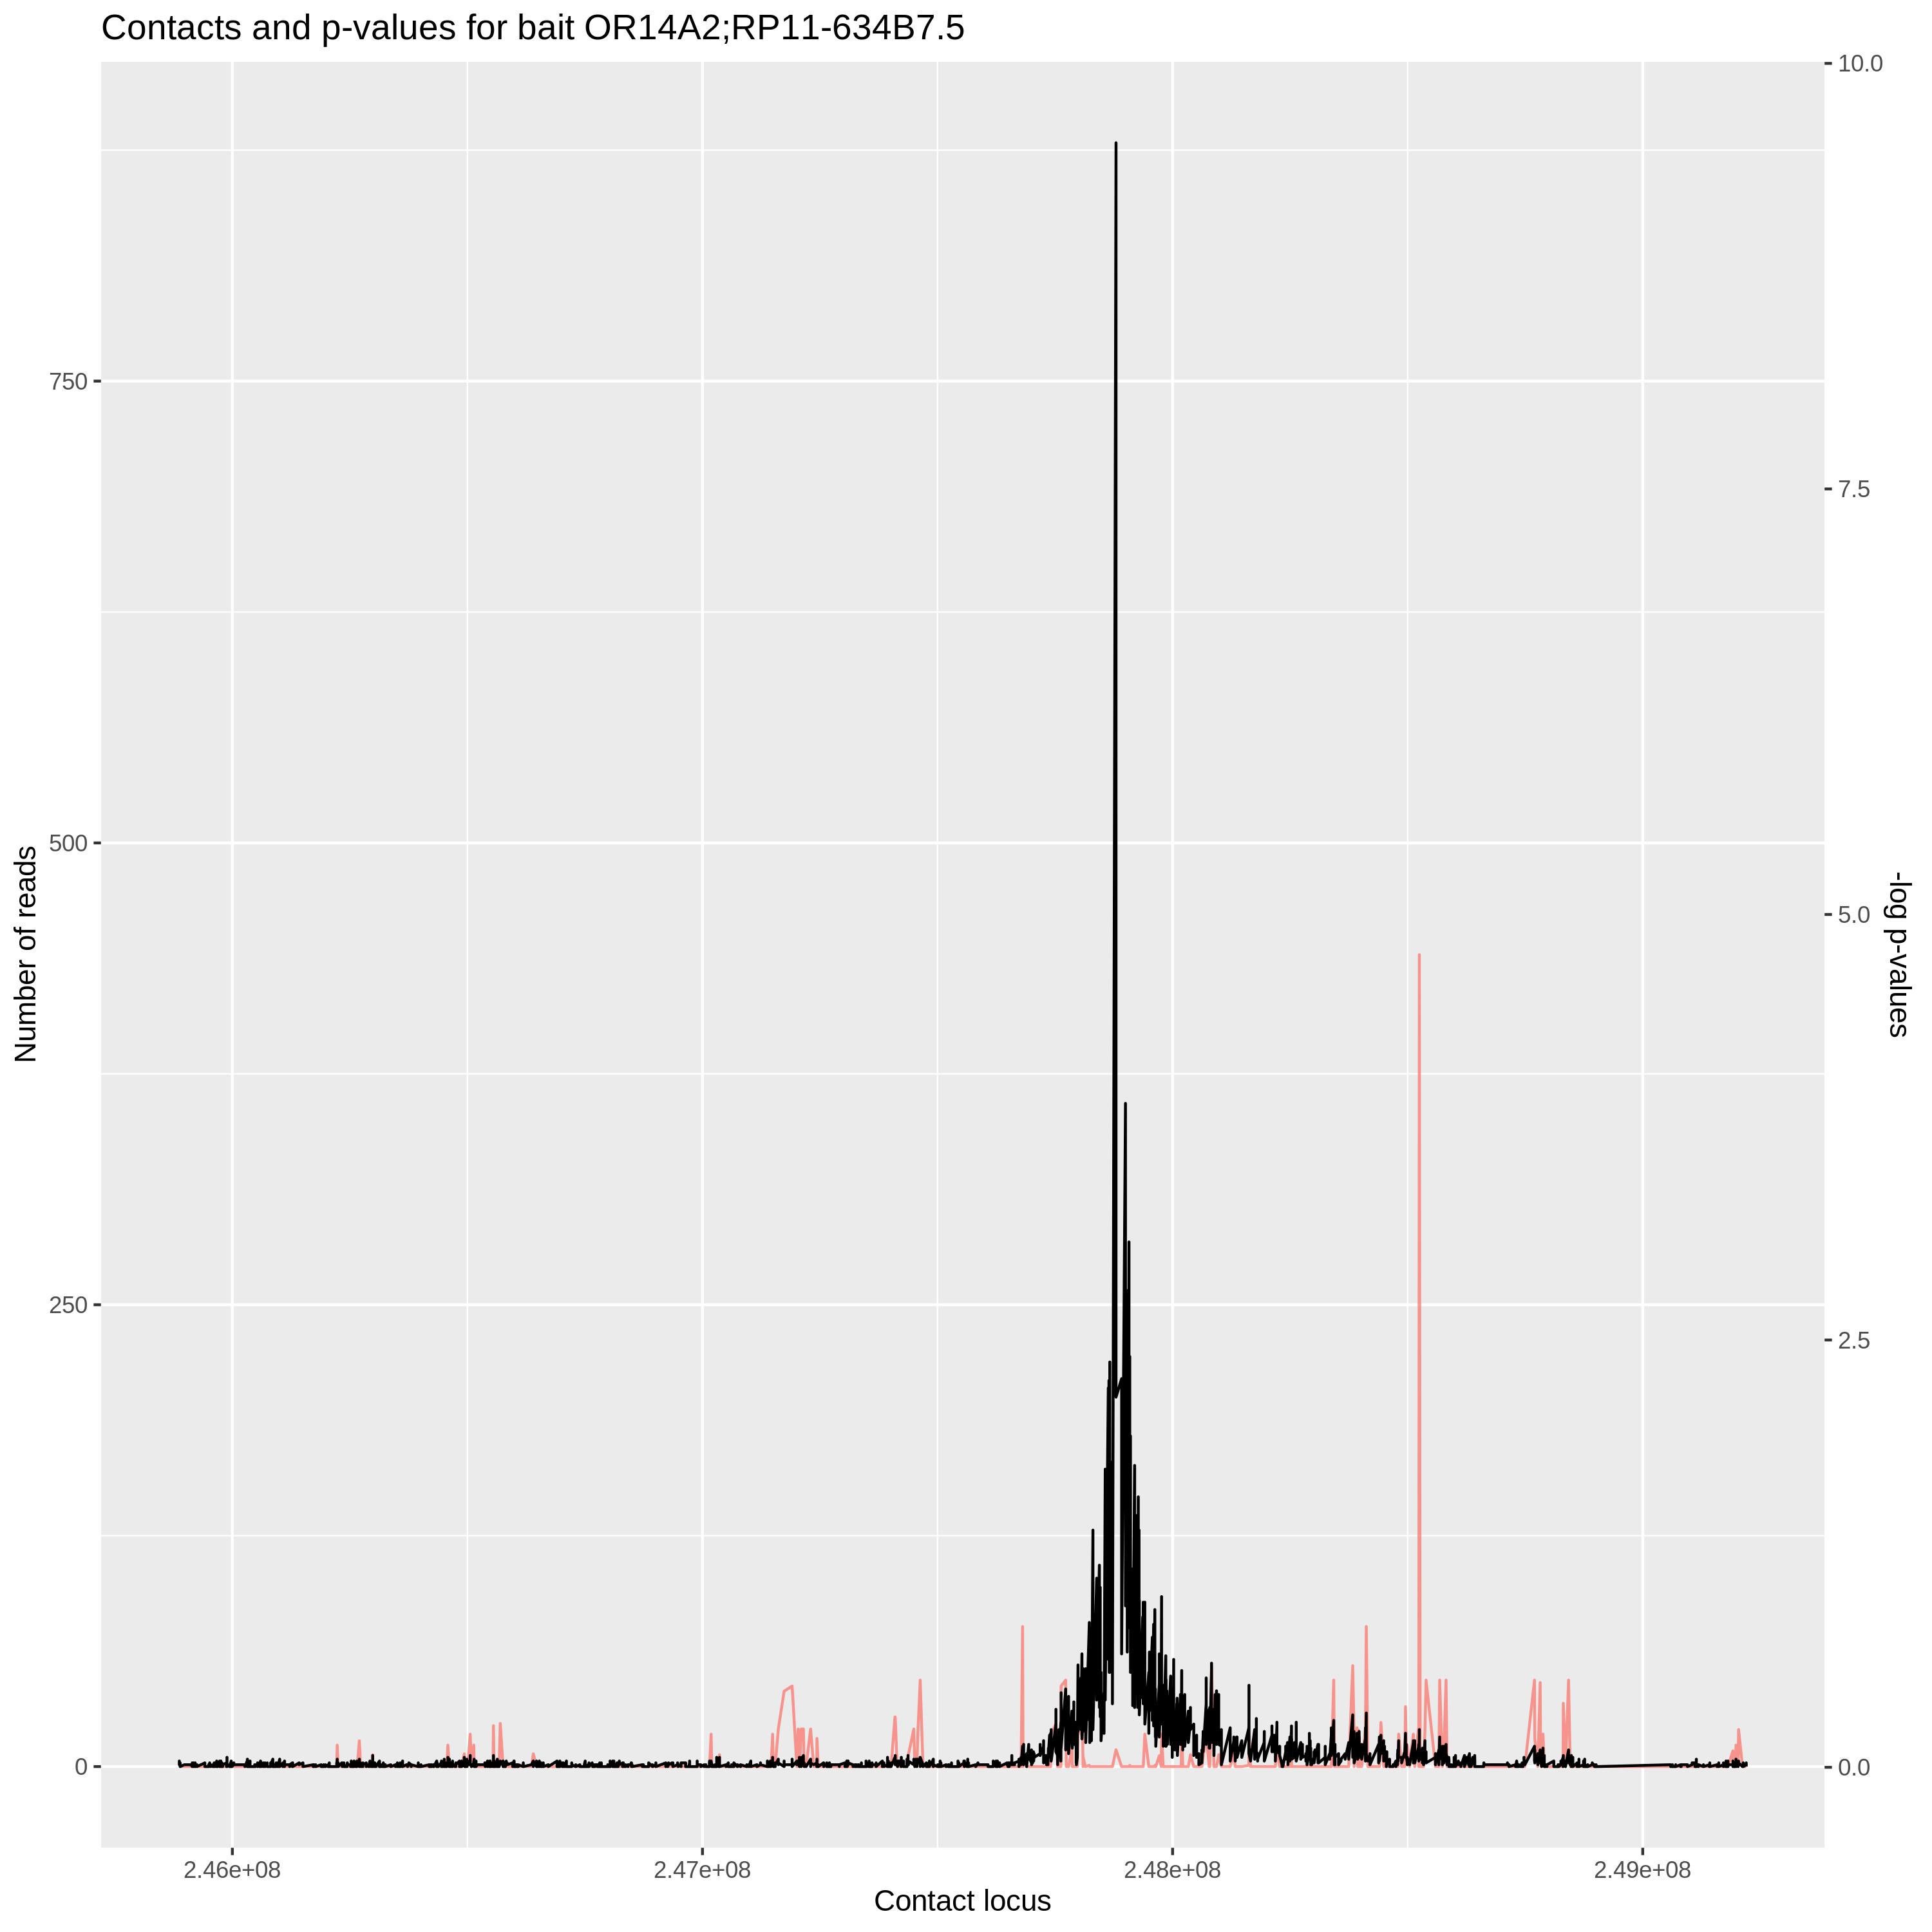 Contacts and p-values for bait OR14A2;RP11-634B7.5
10.0
7.5
5.0
2.5
0.0
-log p-values
750
500
250
0
Number of reads
2.46e+08
2.47e+08
2.48e+08
2.49e+08
Contact locus